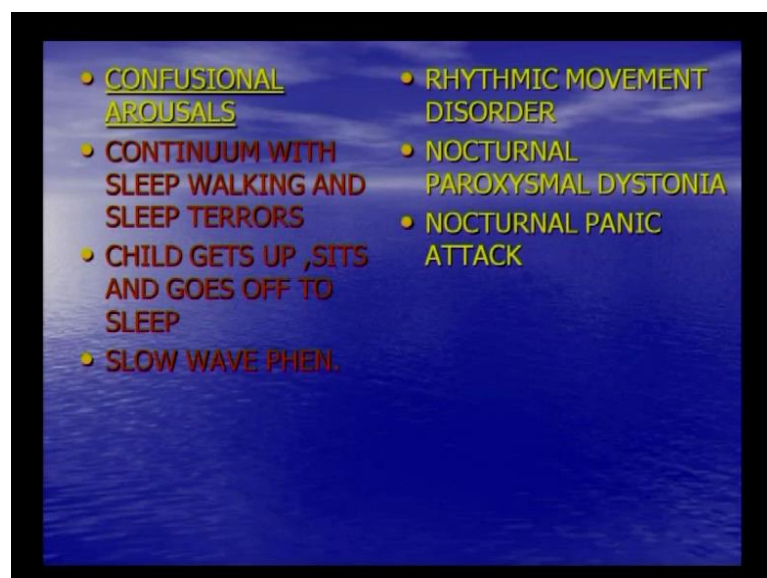 • CONFUSIONAL
AROUSALS
• CONTINUUM WITH
SLEEP WALKING AND
SLEEP TERRORS
• CHILD GETS UP ,SITS
AND GOES OFF TO
SLEEP
• SLOW WAVE PHEN.
• RHYTHMIC MOVEMENT
DISORDER
• NOCTURNAL
PAROXYSMAL DYSTONIA
• NOCTURNAL PANIC
ATTACK